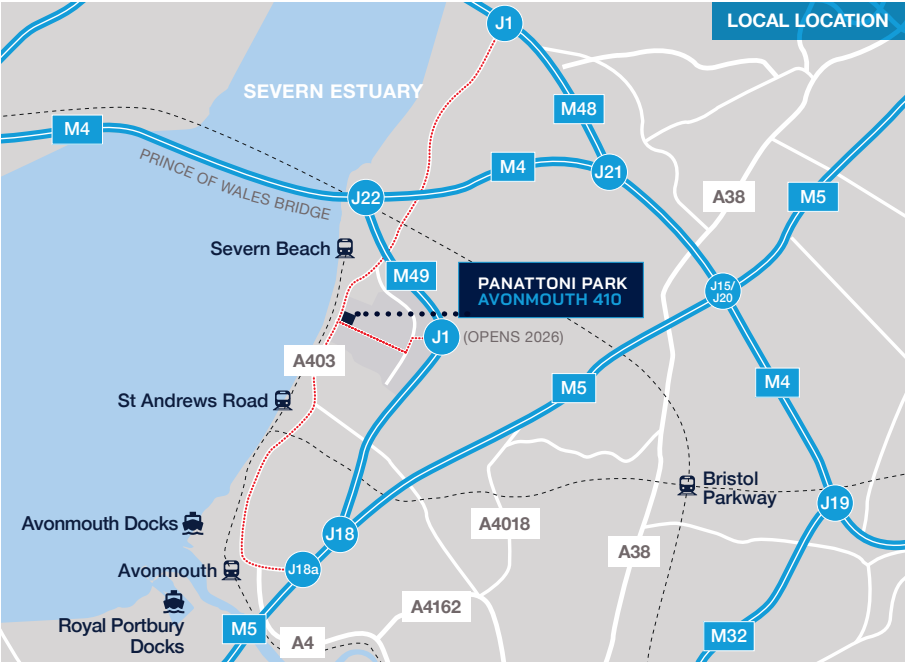 LOCAL LOCATION
J1
SEVERN ESTUARY
M48
M4
PRINCE OF WALES BRIDGE
M4
J21
J22
A38
M5
Severn Beach
M49
PANATTONI PARK
AVONMOUTH 410
J15/
J20
J1
(OPENS 2026)
A403
M5
M4
St Andrews Road
Bristol
Parkway
J19
Avonmouth Docks
A4018
J18
A38
Avonmouth
J18a
A4162
Royal Portbury
Docks
M5
A4
M32